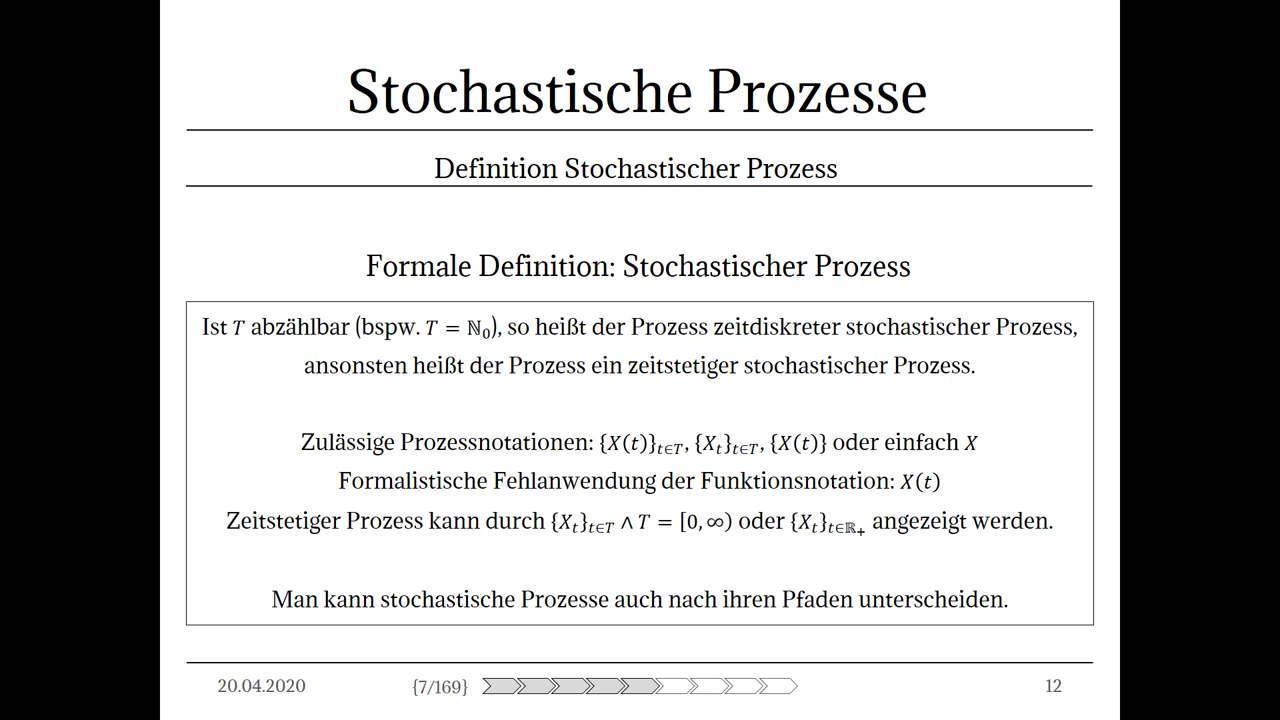 Stochastische Prozesse
Definition Stochastischer Prozess
Formale Definition: Stochastischer Prozess
Ist T abzählbar (bspw. T = ℕ₀), so heißt der Prozess zeitdiskreter stochastischer Prozess,
ansonsten heißt der Prozess ein zeitstetiger stochastischer Prozess.
Zulässige Prozessnotationen: {X(t)}_{t∈T}, {X_t}_{t∈T}, {X(t)} oder einfach X
Formalistische Fehlanwendung der Funktionsnotation: X(t)
Zeitstetiger Prozess kann durch {X_t}_{t∈T} ∧ T = [0, ∞) oder {X_t}_{t∈ℝ₊} angezeigt werden.
Man kann stochastische Prozesse auch nach ihren Pfaden unterscheiden.
20.04.2020 {7/169} 12